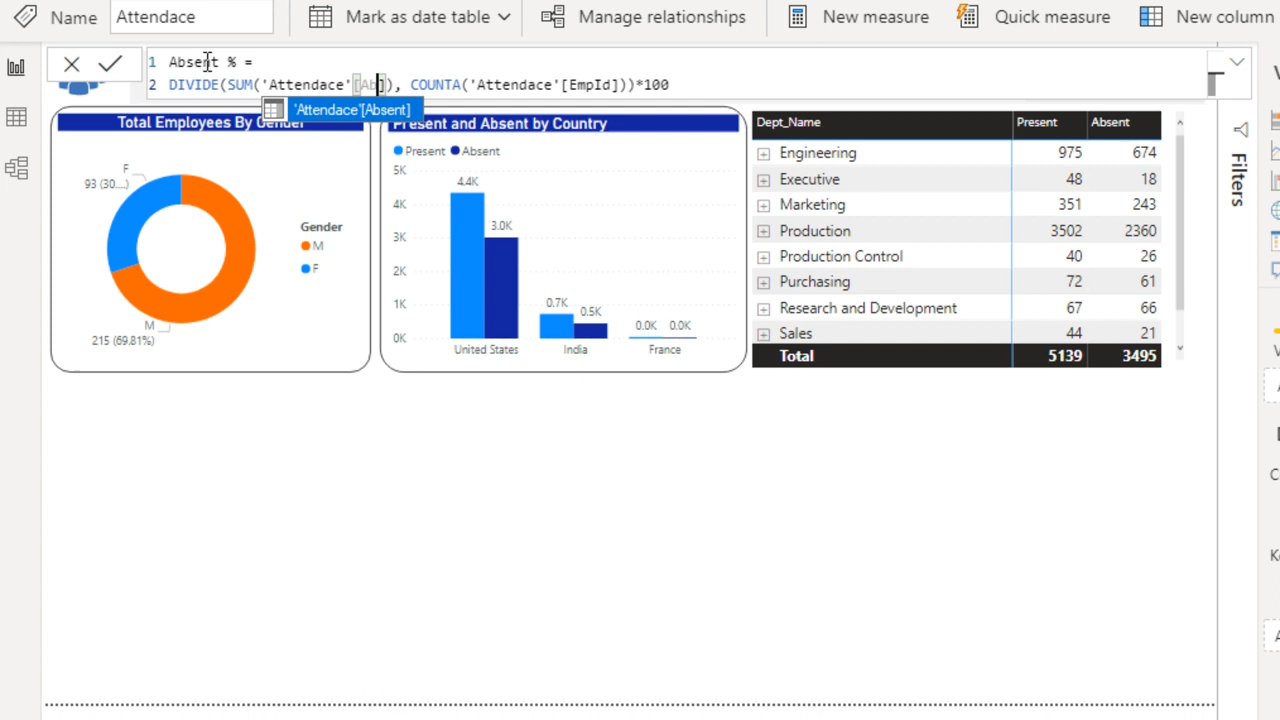 Name Attendace Mark as date table Manage relationships New measure Quick measure New column
1 Absent % =
2 DIVIDE(SUM('Attendace'[Ab]), COUNTA('Attendace'[EmpId]))*100
'Attendace'[Absent]
Total Employees By Gender
F
93 (30....)
Gender
M
F
M
215 (69.81%)
Present and Absent by Country
Present Absent
5K
4K
3K
2K
1K
0K
4.4K
3.0K
0.7K
0.5K
0.0K 0.0K
United States India France
Dept_Name Present Absent
Engineering 975 674
Executive 48 18
Marketing 351 243
Production 3502 2360
Production Control 40 26
Purchasing 72 61
Research and Development 67 66
Sales 44 21
Total 5139 3495
Filters